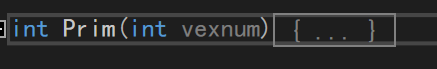 int Prim(int vexnum) { ... }